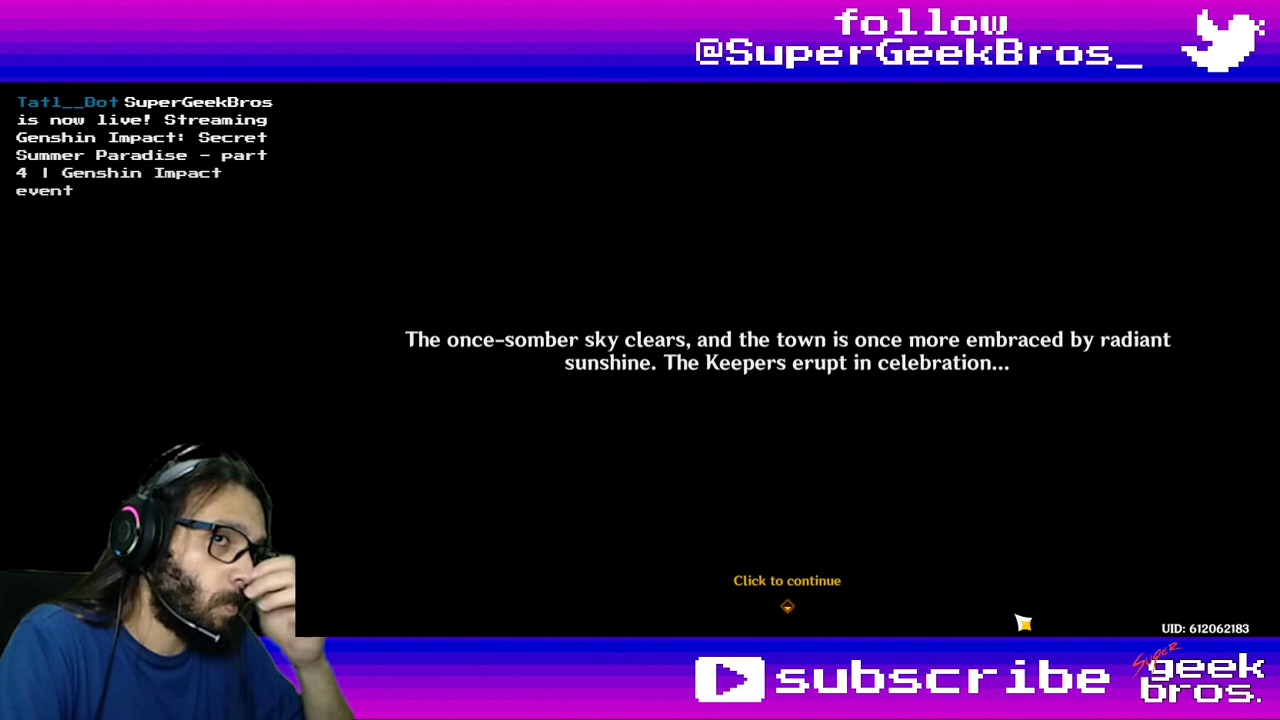 follow
@SuperGeekBros_
Tatl__Bot SuperGeekBros
is now live! Streaming
Genshin Impact: Secret
Summer Paradise - part
4 | Genshin Impact
event
The once-somber sky clears, and the town is once more embraced by radiant
sunshine. The Keepers erupt in celebration...
Click to continue
UID: 612062183
subscribe
SUPER
geek
bros.